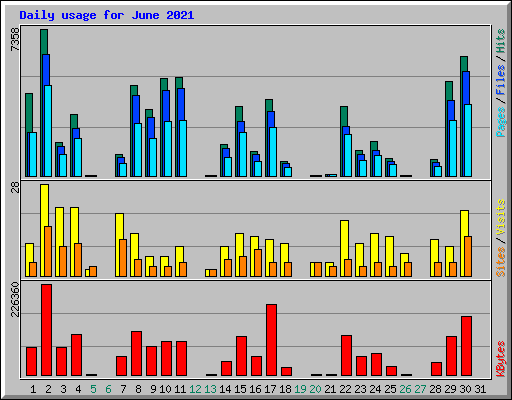 Daily usage for June 2021
7358
Pages / Files / Hits
28
Sites / Visits
226360
KBytes
1 2 3 4 5 6 7 8 9 10 11 12 13 14 15 16 17 18 19 20 21 22 23 24 25 26 27 28 29 30 31